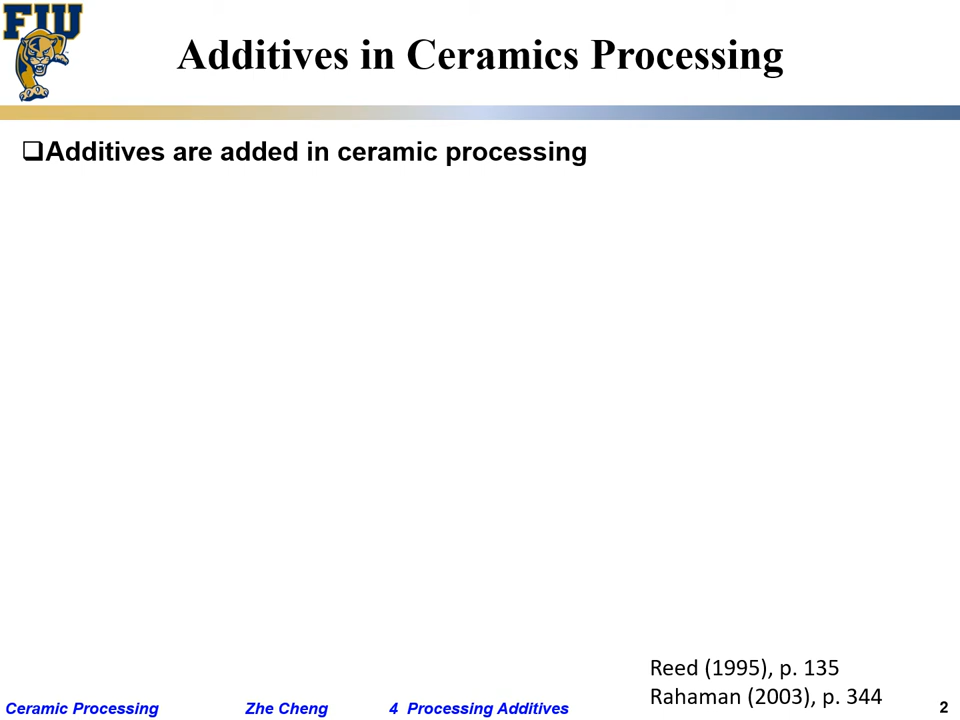 FIU
Additives in Ceramics Processing
❑Additives are added in ceramic processing
Reed (1995), p. 135
Rahaman (2003), p. 344
Ceramic Processing Zhe Cheng 4 Processing Additives 2